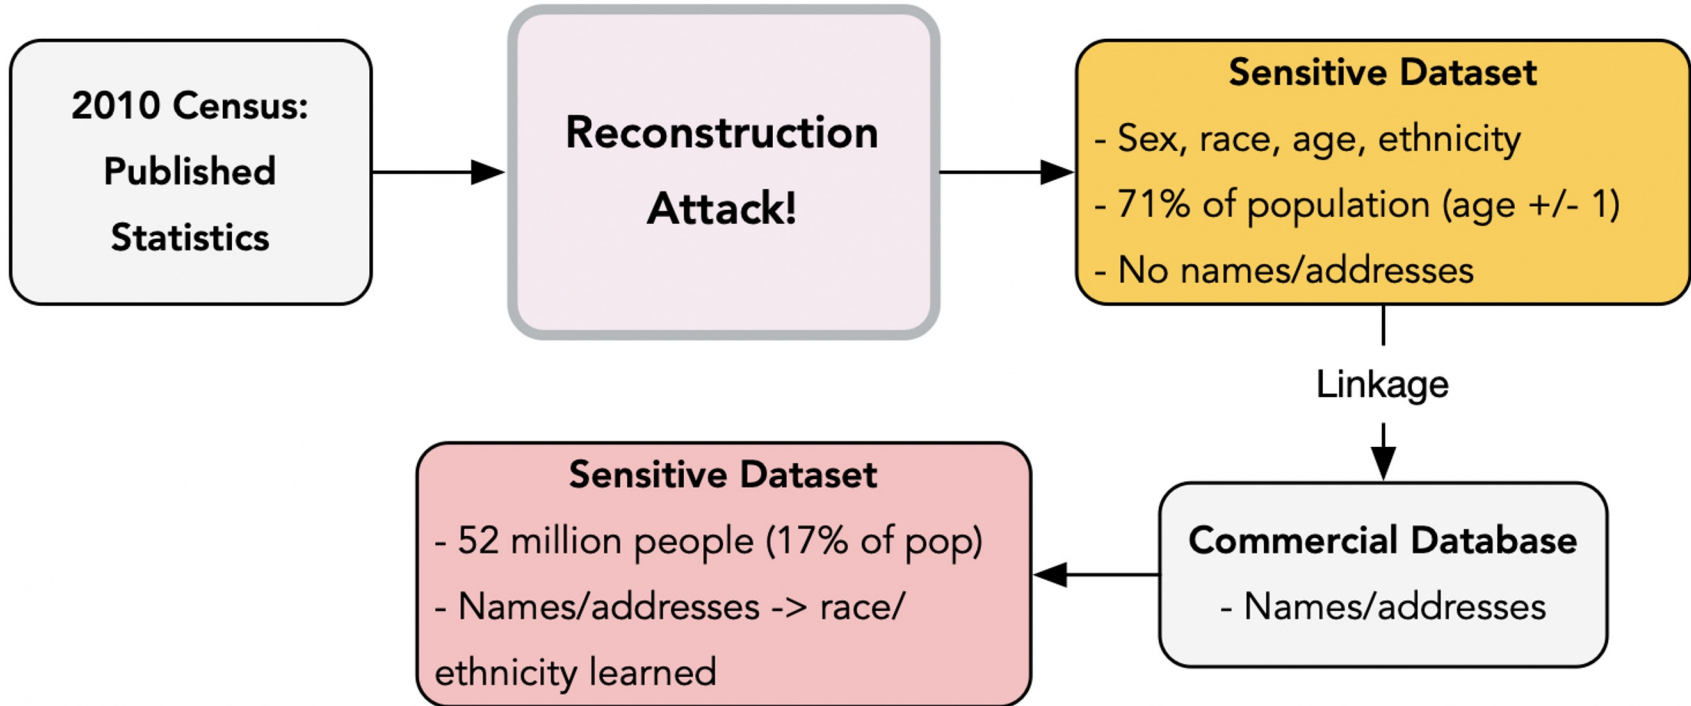 2010 Census:
Published
Statistics
Reconstruction
Attack!
Sensitive Dataset
- Sex, race, age, ethnicity
- 71% of population (age +/- 1)
- No names/addresses
Linkage
Commercial Database
- Names/addresses
Sensitive Dataset
- 52 million people (17% of pop)
- Names/addresses -> race/
ethnicity learned